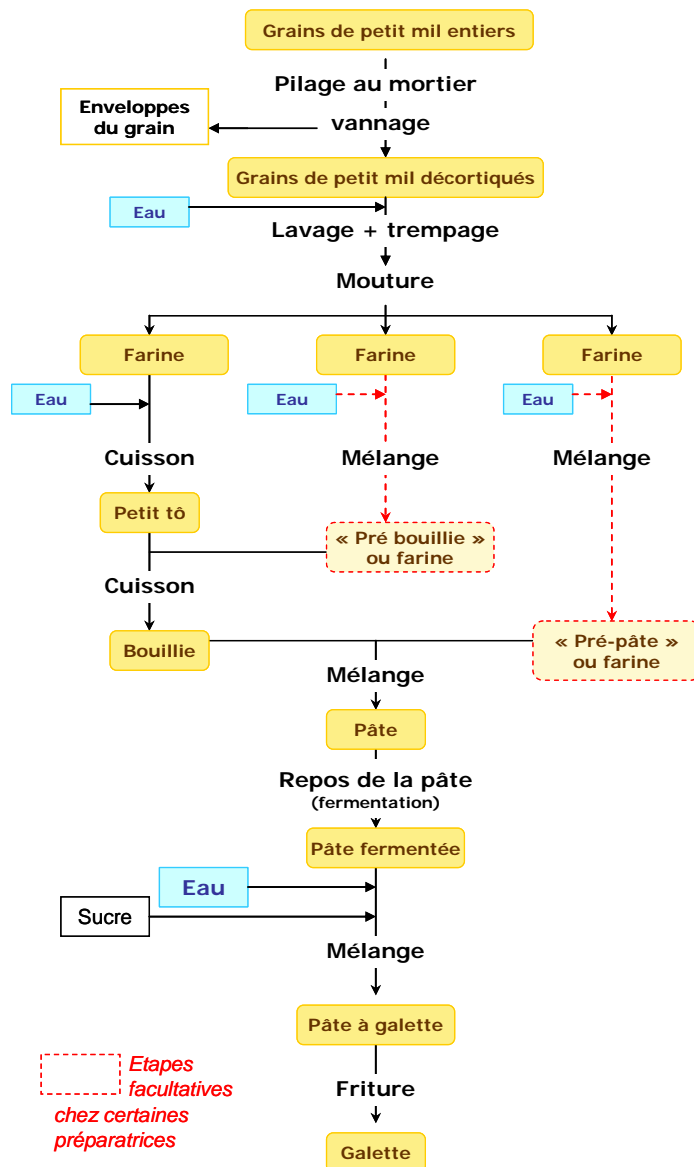 Grains de petit mil entiers
Pilage au mortier
Enveloppes
du grain
vannage
Grains de petit mil décortiqués
Eau
Lavage + trempage
Mouture
Farine
Farine
Farine
Eau
Eau
Eau
Cuisson
Mélange
Mélange
Petit tô
« Pré bouillie »
ou farine
Cuisson
Bouillie
« Pré-pâte »
ou farine
Mélange
Pâte
Repos de la pâte
(fermentation)
Pâte fermentée
Eau
Sucre
Mélange
Pâte à galette
Etapes
facultatives
chez certaines
préparatrices
Friture
Galette